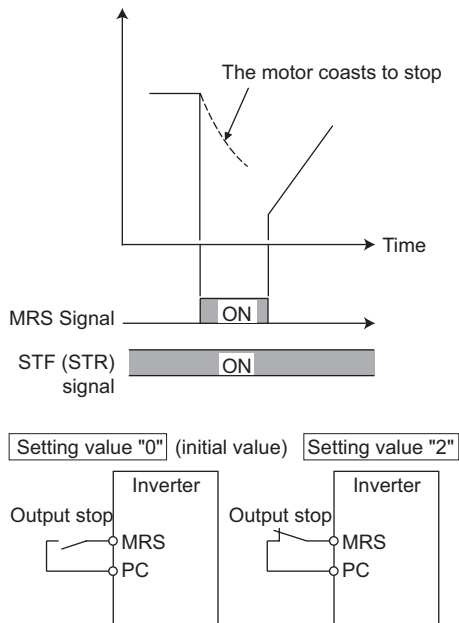 The motor coasts to stop
Time
MRS Signal
ON
STF (STR)
signal
ON
Setting value "0" (initial value) Setting value "2"
Inverter
Output stop
MRS
PC
Inverter
Output stop
MRS
PC